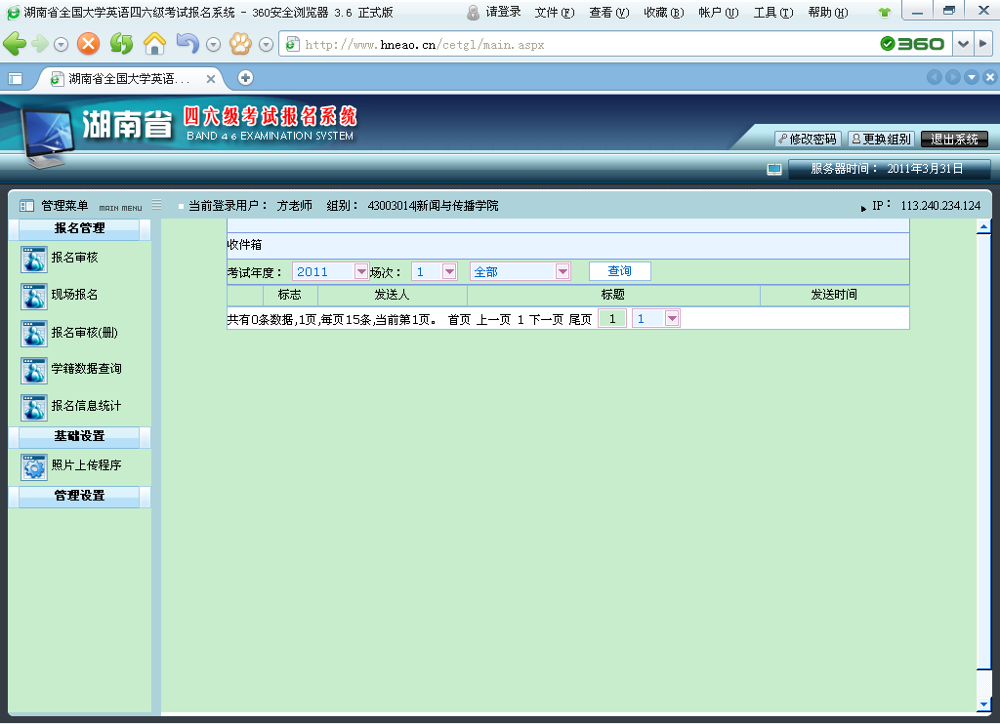 湖南省全国大学英语四六级考试报名系统 - 360安全浏览器 3.6 正式版
请登录 文件(F) 查看(V) 收藏(B) 帐户(U) 工具(T) 帮助(H)
http://www.hneao.cn/cetgl/main.aspx
360
湖南省全国大学英语...
湖南省 四六级考试报名系统
BAND 4 6 EXAMINATION SYSTEM
修改密码 更换组别 退出系统
服务器时间： 2011年3月31日
管理菜单 MAIN MENU 当前登录用户： 方老师 组别： 43003014|新闻与传播学院 IP： 113.240.234.124
报名管理
报名审核
现场报名
报名审核(册)
学籍数据查询
报名信息统计
基础设置
照片上传程序
管理设置
收件箱
考试年度： 2011 场次： 1 全部 查询
标志 发送人 标题 发送时间
共有0条数据,1页,每页15条,当前第1页。 首页 上一页 1 下一页 尾页 1 1